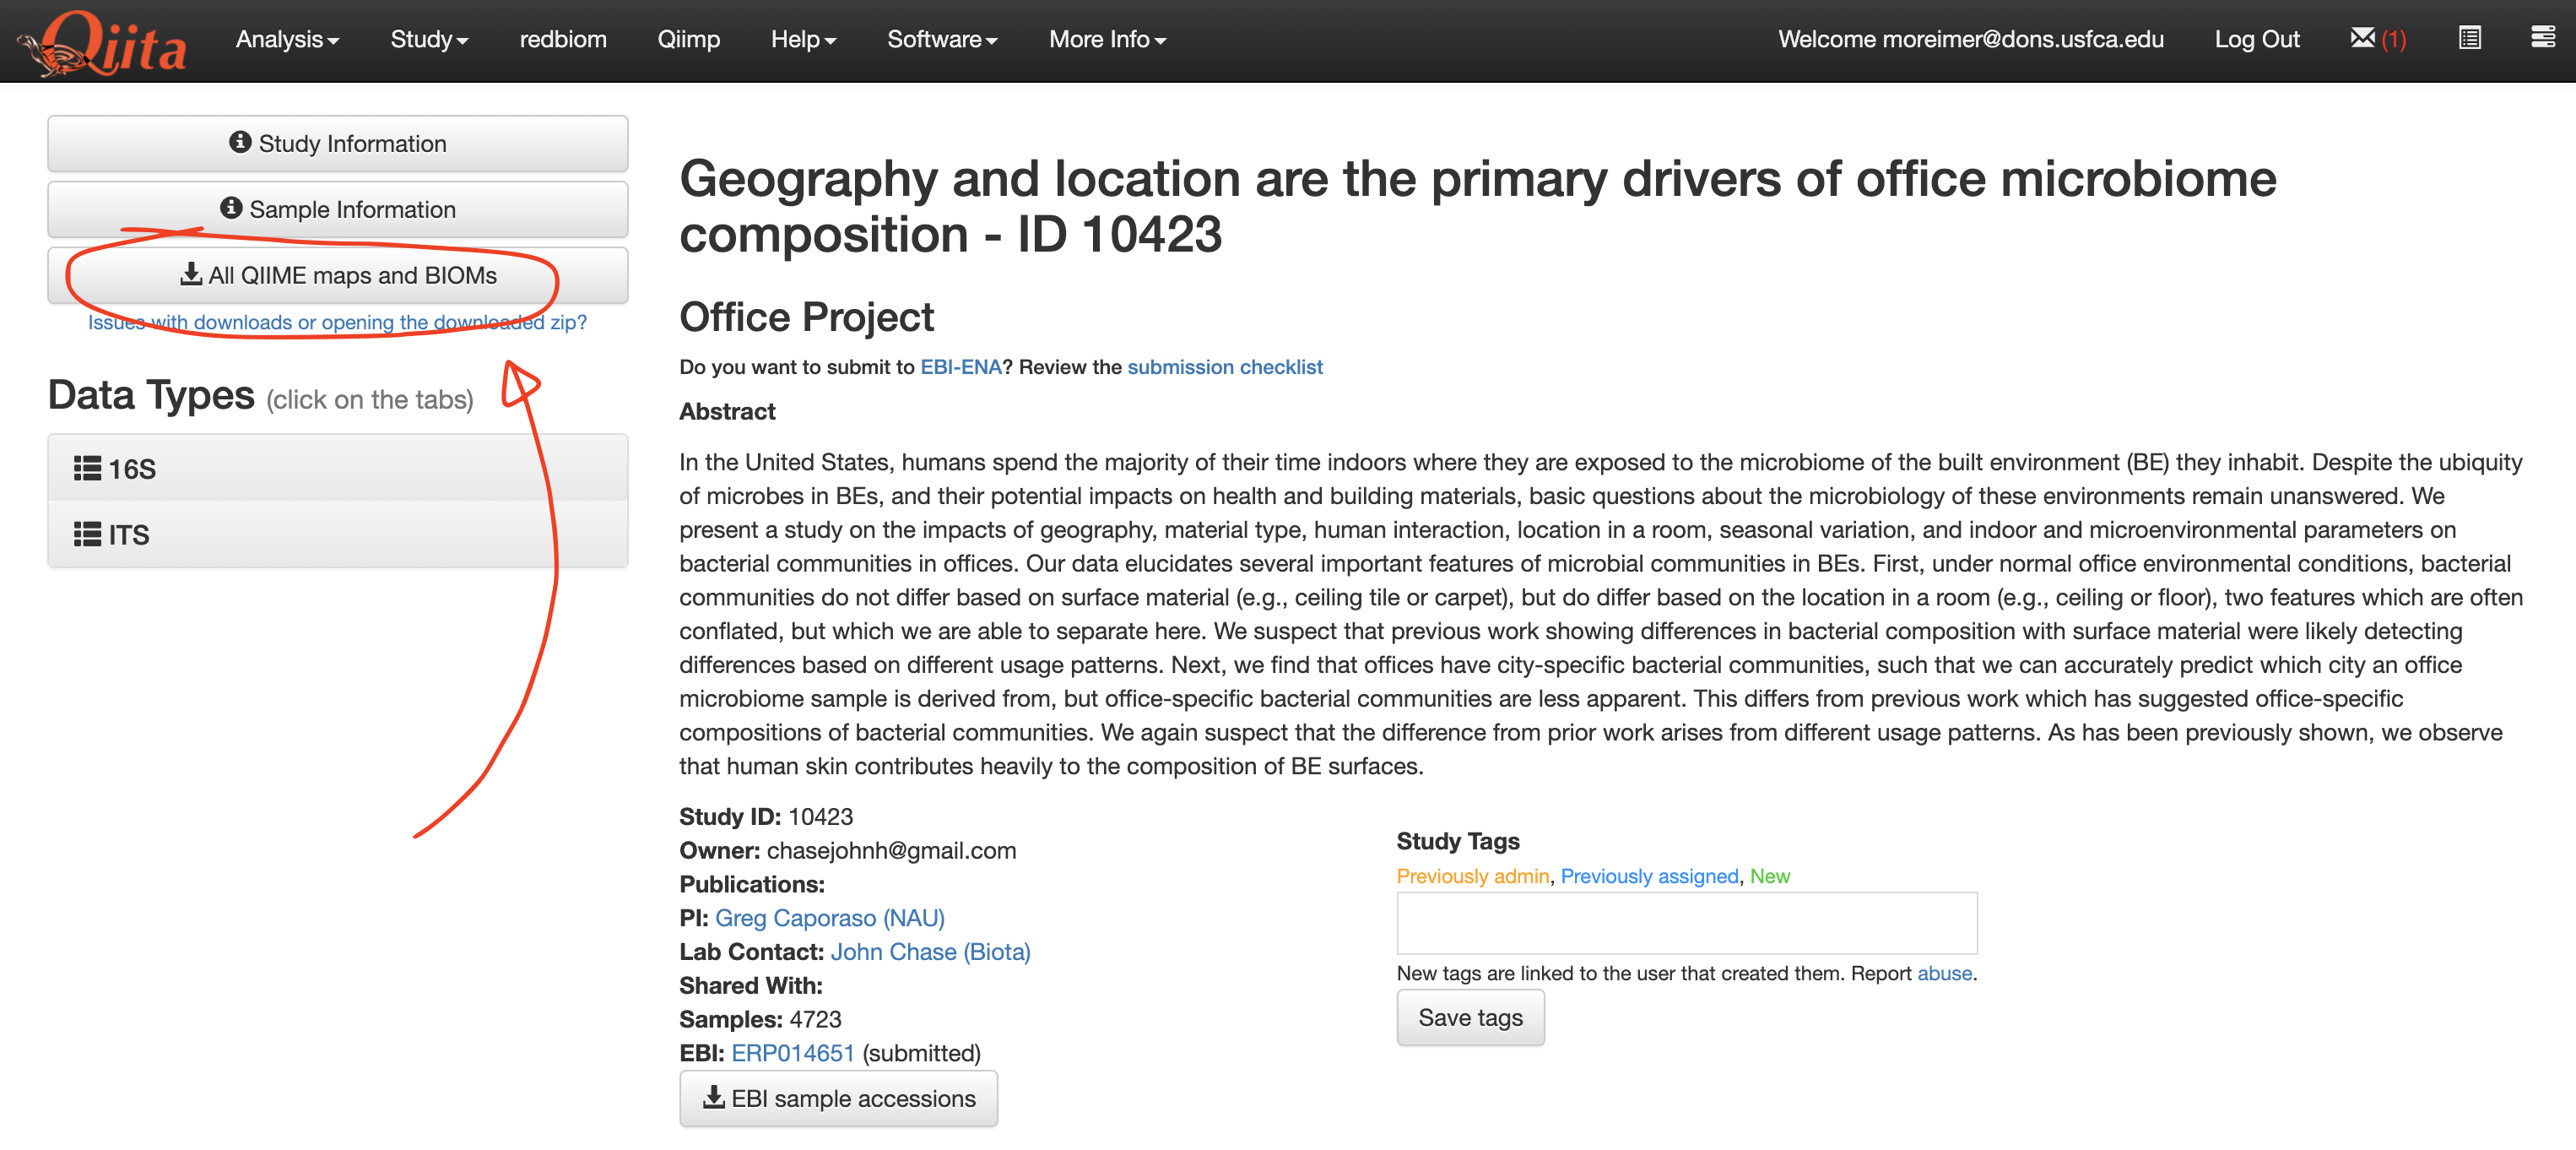 Qiita Analysis Study redbiom Qiimp Help Software More Info Welcome moreimer@dons.usfca.edu Log Out (1)
Study Information
Sample Information
All QIIME maps and BIOMs
Issues with downloads or opening the downloaded zip?
Data Types (click on the tabs)
16S
ITS
Geography and location are the primary drivers of office microbiome
composition - ID 10423
Office Project
Do you want to submit to EBI-ENA? Review the submission checklist
Abstract
In the United States, humans spend the majority of their time indoors where they are exposed to the microbiome of the built environment (BE) they inhabit. Despite the ubiquity
of microbes in BEs, and their potential impacts on health and building materials, basic questions about the microbiology of these environments remain unanswered. We
present a study on the impacts of geography, material type, human interaction, location in a room, seasonal variation, and indoor and microenvironmental parameters on
bacterial communities in offices. Our data elucidates several important features of microbial communities in BEs. First, under normal office environmental conditions, bacterial
communities do not differ based on surface material (e.g., ceiling tile or carpet), but do differ based on the location in a room (e.g., ceiling or floor), two features which are often
conflated, but which we are able to separate here. We suspect that previous work showing differences in bacterial composition with surface material were likely detecting
differences based on different usage patterns. Next, we find that offices have city-specific bacterial communities, such that we can accurately predict which city an office
microbiome sample is derived from, but office-specific bacterial communities are less apparent. This differs from previous work which has suggested office-specific
compositions of bacterial communities. We again suspect that the difference from prior work arises from different usage patterns. As has been previously shown, we observe
that human skin contributes heavily to the composition of BE surfaces.
Study ID: 10423
Owner: chasejohnh@gmail.com
Publications:
PI: Greg Caporaso (NAU)
Lab Contact: John Chase (Biota)
Shared With:
Samples: 4723
EBI: ERP014651 (submitted)
EBI sample accessions
Study Tags
Previously admin, Previously assigned, New
New tags are linked to the user that created them. Report abuse.
Save tags